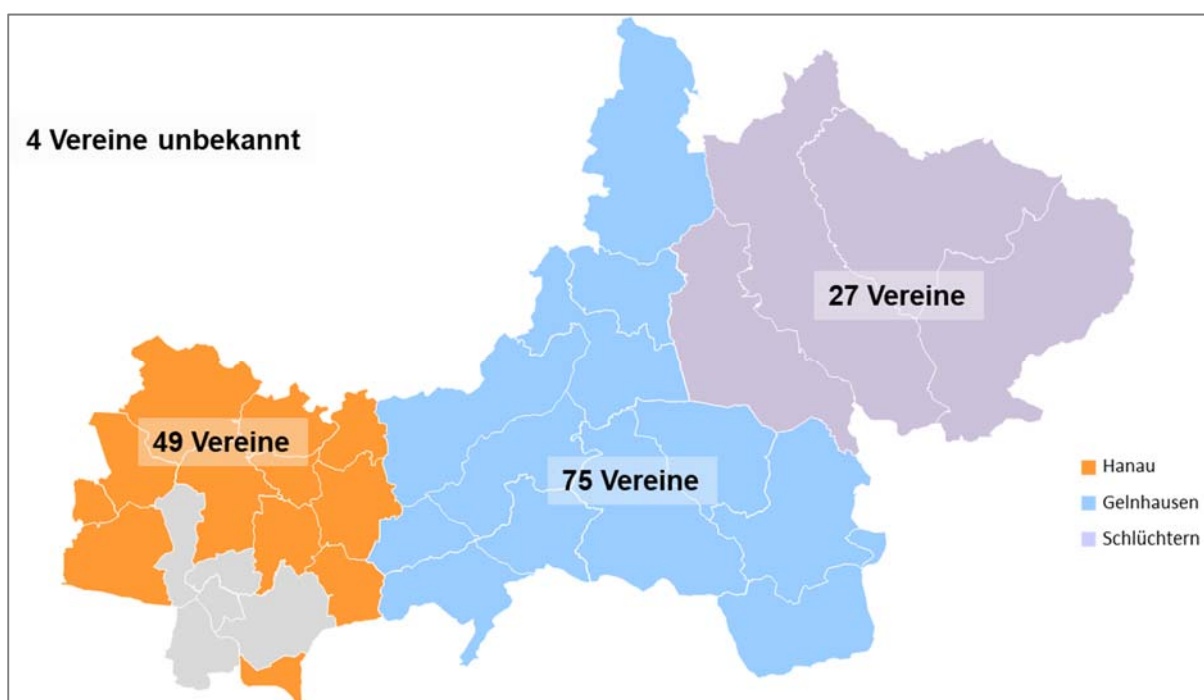 4 Vereine unbekannt
27 Vereine
49 Vereine
75 Vereine
Hanau
Gelnhausen
Schlüchtern